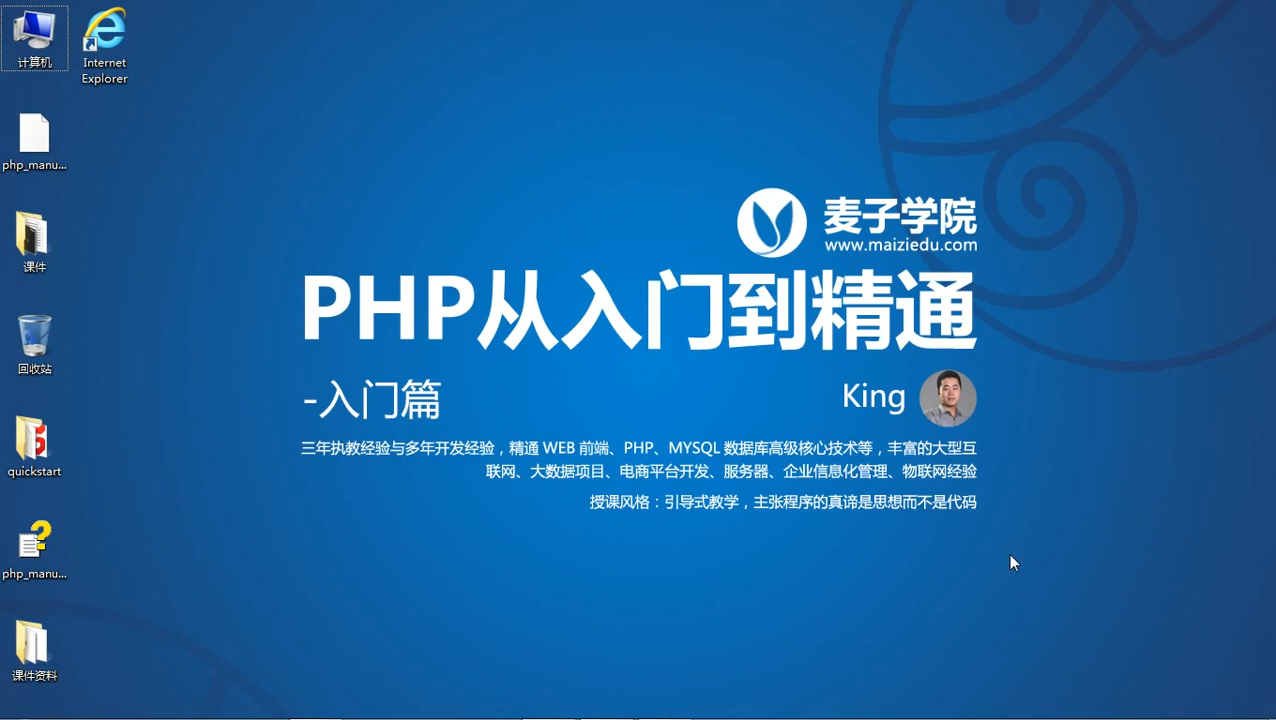 计算机
Internet
Explorer
php_manu...
课件
回收站
quickstart
php_manu...
课件资料
麦子学院
www.maiziedu.com
PHP从入门到精通
-入门篇
King
三年执教经验与多年开发经验，精通 WEB 前端、PHP、MYSQL 数据库高级核心技术等，丰富的大型互
联网、大数据项目、电商平台开发、服务器、企业信息化管理、物联网经验
授课风格：引导式教学，主张程序的真谛是思想而不是代码